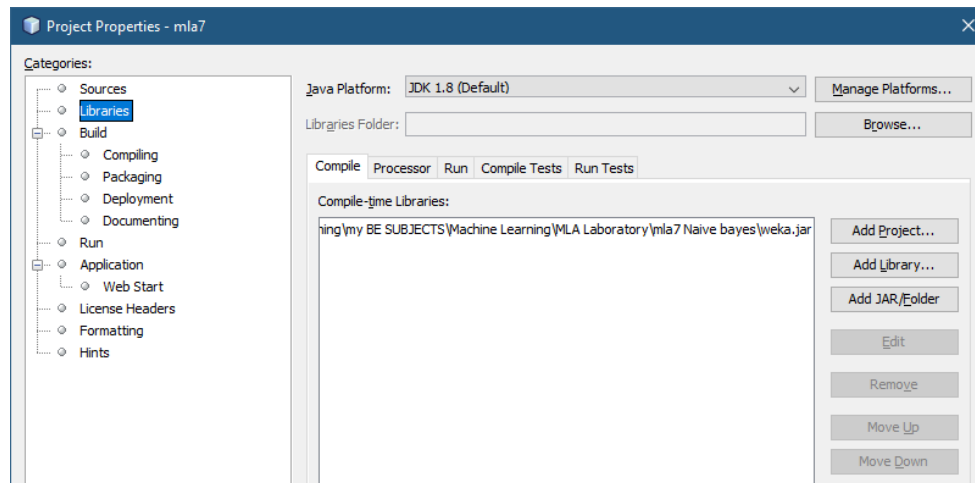 Project Properties - mla7
Categories:
Sources
Libraries
Build
Compiling
Packaging
Deployment
Documenting
Run
Application
Web Start
License Headers
Formatting
Hints
Java Platform: JDK 1.8 (Default) Manage Platforms...
Libraries Folder: Browse...
Compile Processor Run Compile Tests Run Tests
Compile-time Libraries:
ning\my BE SUBJECTS\Machine Learning\MLA Laboratory\mla7 Naive bayes\weka.jar
Add Project...
Add Library...
Add JAR/Folder
Edit
Remove
Move Up
Move Down